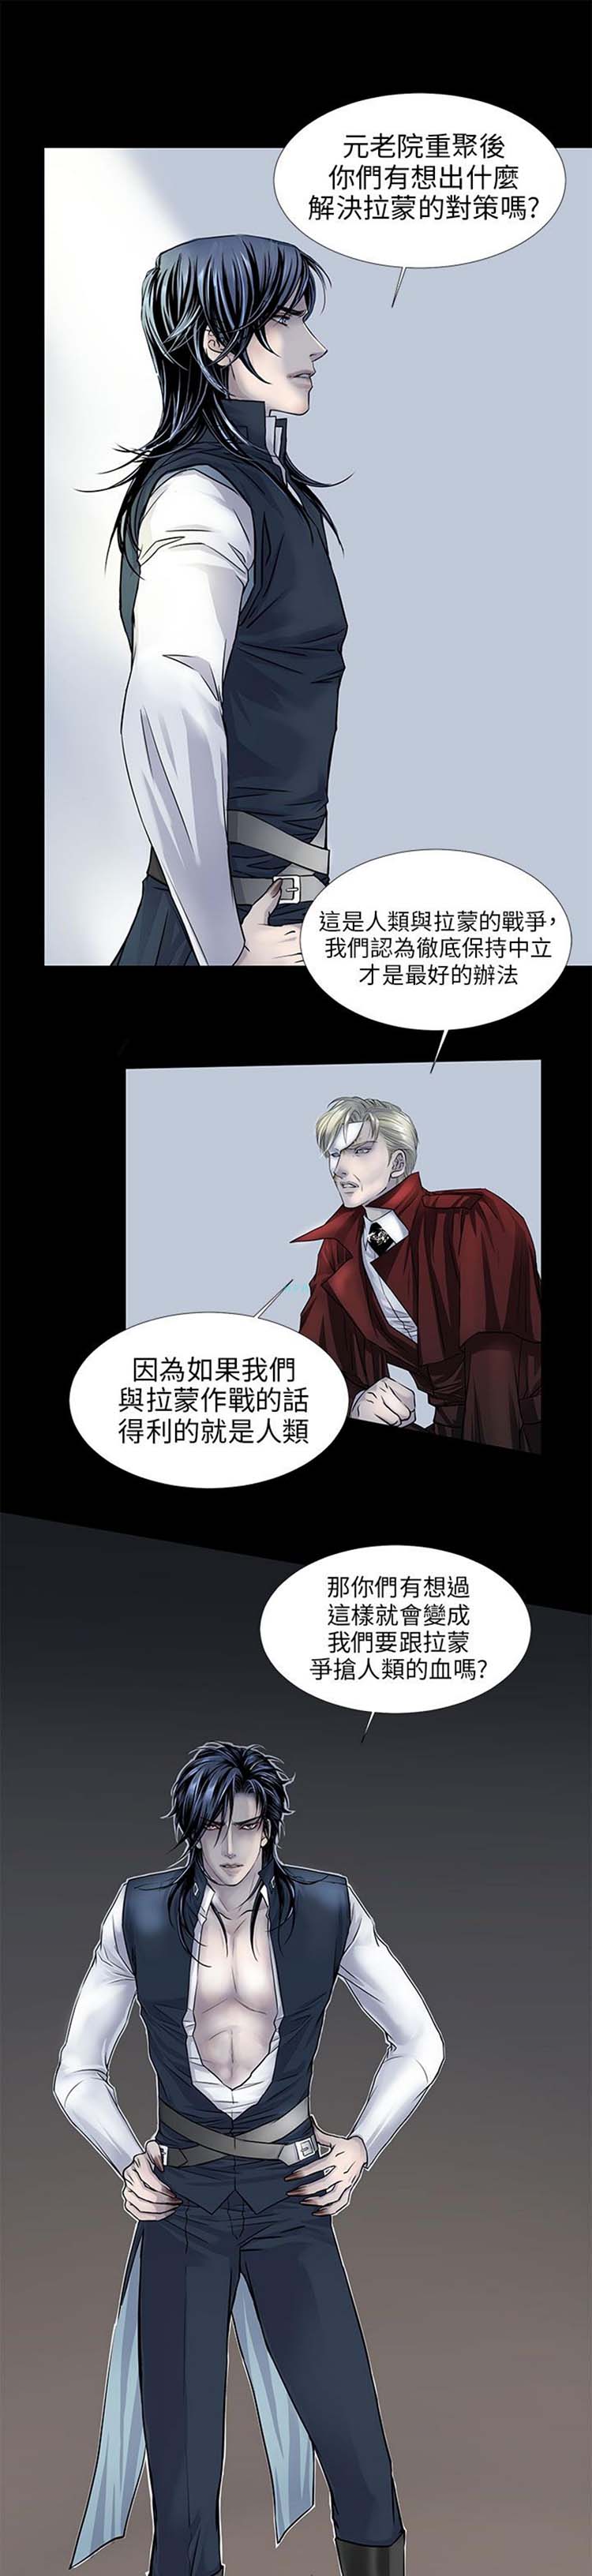 元老院重聚後
你們有想出什麼
解決拉蒙的對策嗎?
這是人類與拉蒙的戰爭,
我們認為徹底保持中立
才是最好的辦法
因為如果我們
與拉蒙作戰的話
得利的就是人類
那你們有想過
這樣就會變成
我們要跟拉蒙
爭搶人類的血嗎?